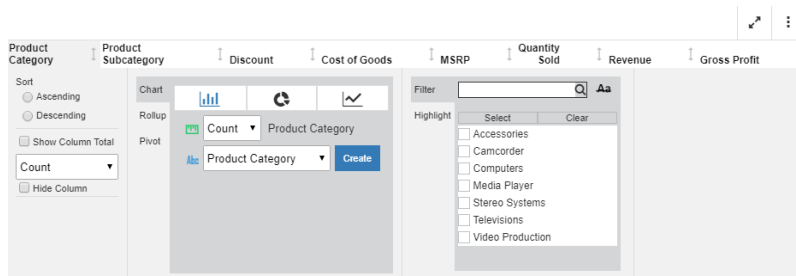 Product Category
Product Subcategory
Discount
Cost of Goods
MSRP
Quantity Sold
Revenue
Gross Profit
Sort
Ascending
Descending
Show Column Total
Count
Hide Column
Chart
Rollup
Pivot
Count Product Category
Abc Product Category Create
Filter
Aa
Highlight
Select Clear
Accessories
Camcorder
Computers
Media Player
Stereo Systems
Televisions
Video Production